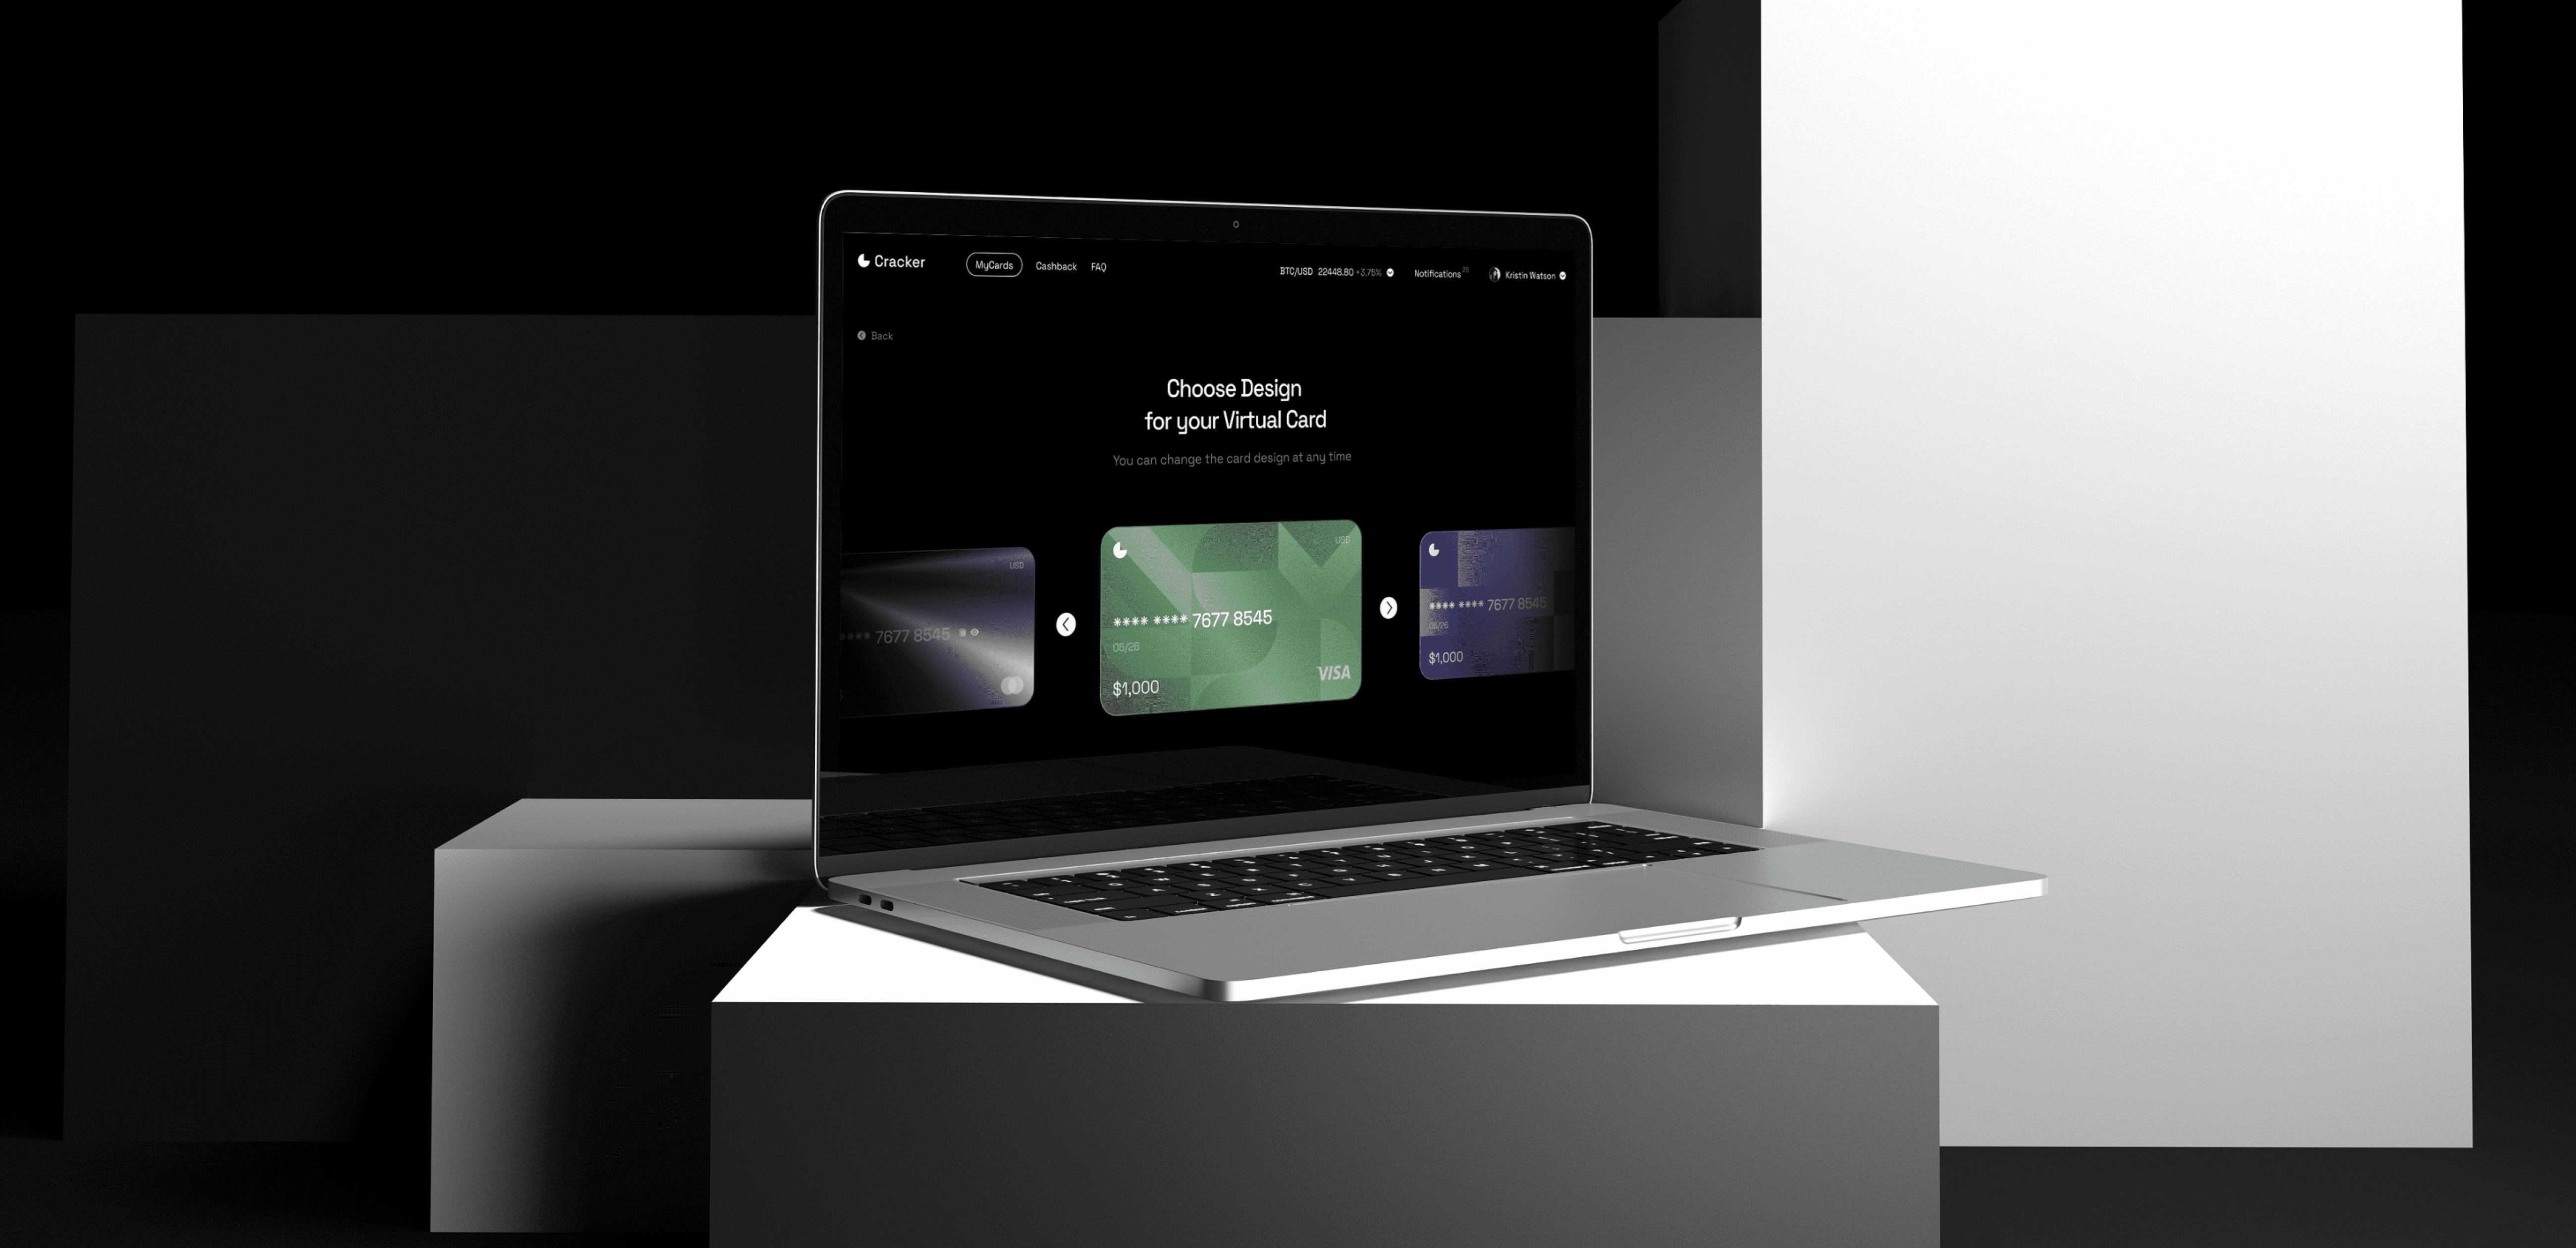 Cracker
MyCards Cashback FAQ
BTC/USD 22448.80 +3,75%
Notifications 25
Kristin Watson
Back
Choose Design
for your Virtual Card
You can change the card design at any time
USD
**** 7677 8545
USD
**** **** 7677 8545
05/26
$1,000
VISA
**** **** 7677 8545
05/26
$1,000